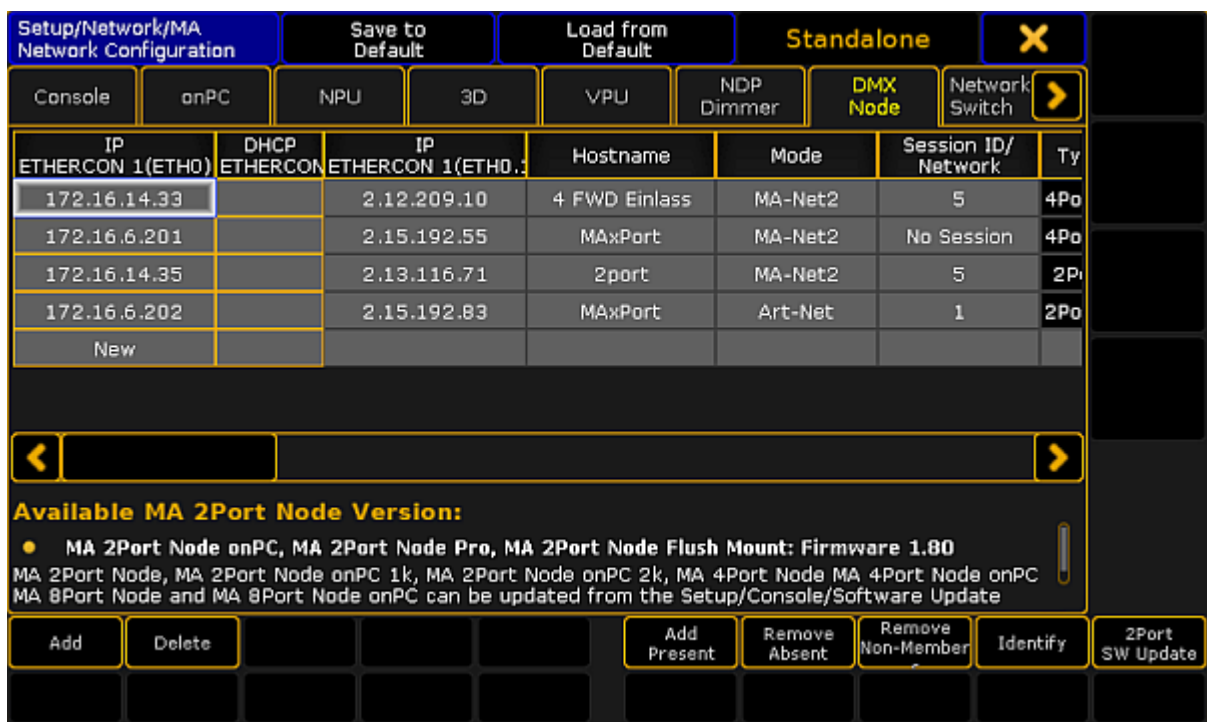 Setup/Network/MA
Network Configuration
Save to
Default
Load from
Default
Standalone
Console
onPC
NPU
3D
VPU
NDP
Dimmer
DMX
Node
Network
Switch
IP
ETHERCON 1(ETH0)
DHCP
ETHERCON
IP
ETHERCON 1(ETH0.1
Hostname
Mode
Session ID/
Network
Ty
172.16.14.33 2.12.209.10 4 FWD Einlass MA-Net2 5 4Po
172.16.6.201 2.15.192.55 MAxPort MA-Net2 No Session 4Po
172.16.14.35 2.13.116.71 2port MA-Net2 5 2P
172.16.6.202 2.15.192.83 MAxPort Art-Net 1 2Po
New
Available MA 2Port Node Version:
MA 2Port Node onPC, MA 2Port Node Pro, MA 2Port Node Flush Mount: Firmware 1.80
MA 2Port Node, MA 2Port Node onPC 1k, MA 2Port Node onPC 2k, MA 4Port Node MA 4Port Node onPC
MA 8Port Node and MA 8Port Node onPC can be updated from the Setup/Console/Software Update
Add
Delete
Add
Present
Remove
Absent
Remove
Non-Member
Identify
2Port
SW Update